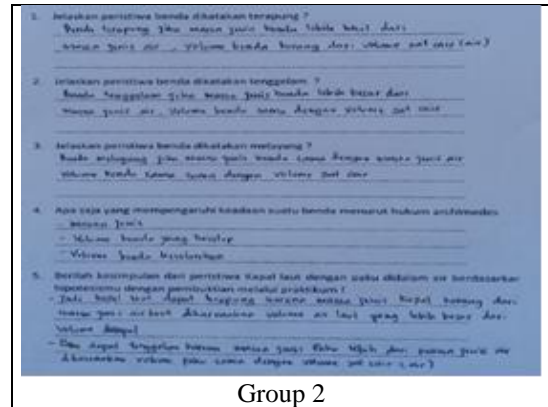 1. Jelaskan peristiwa benda dikatakan terapung ?
Benda terapung jika massa jenis benda lebih kecil dari
massa jenis air, volume benda kurang dari volume zat cair (air)
2. Jelaskan peristiwa benda dikatakan tenggelam ?
Benda tenggelam jika massa jenis benda lebih besar dari
massa jenis air, volume benda sama dengan volume zat cair
3. Jelaskan peristiwa benda dikatakan melayang ?
Benda melayang jika massa jenis benda sama dengan massa jenis air
volume benda sama dengan volume zat cair
4. Apa saja yang mempengaruhi keadaan suatu benda menurut hukum archimedes
- massa jenis
- Volume benda yang tercelup
- Volume benda
5. Berilah kesimpulan dari peristiwa Kapal laut dengan paku didalam air berdasarkan
hipotesismu dengan pembuktian melalui praktikum !
- Jadi kapal laut dapat terapung karena massa jenis kapal kurang dari
massa jenis air laut dikarenakan volume air laut yang lebih besar dari
volume kapal
- Dan dapat tenggelam karena massa jenis Paku lebih dari massa jenis air
dikarenakan volume paku sama dengan volume zat cair (air)
Group 2